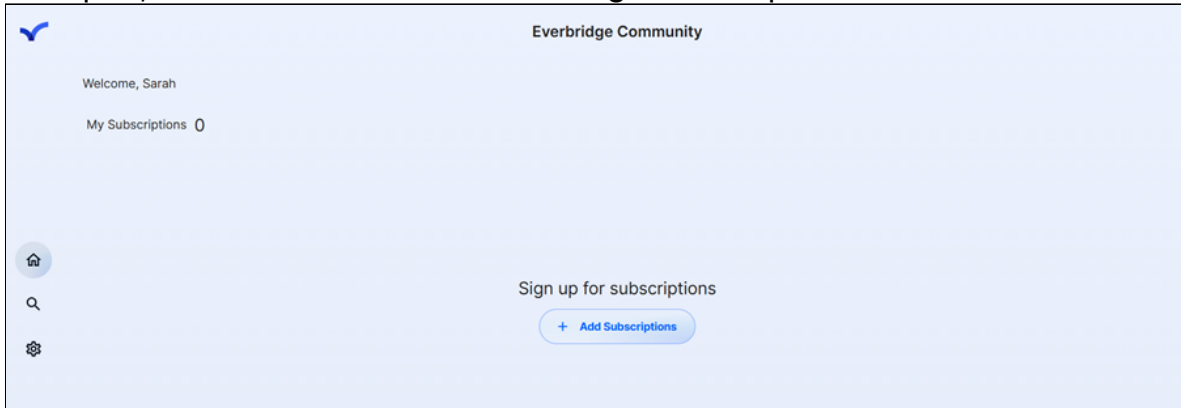 Everbridge Community
Welcome, Sarah
My Subscriptions 0
Sign up for subscriptions
+ Add Subscriptions